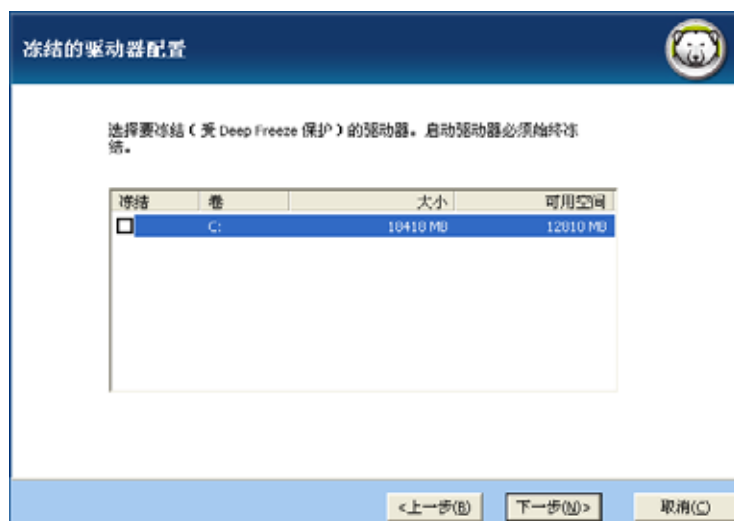 冻结的驱动器配置
选择要冻结（受 Deep Freeze 保护）的驱动器。启动驱动器必须始终冻
结。
冻结 卷 大小 可用空间
C: 18418 MB 12810 MB
<上一步(B) 下一步(N)> 取消(C)